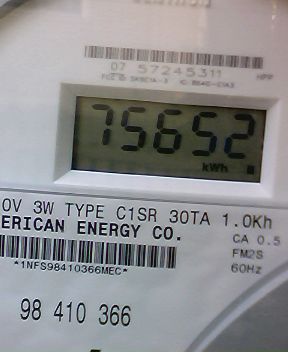 07 57245311
HPP
75652
kWh
0V 3W TYPE C1SR 30TA 1.0Kh
ERICAN ENERGY CO.
CA 0.5
FM2S
*1NFS98410366MEC*
60Hz
98 410 366